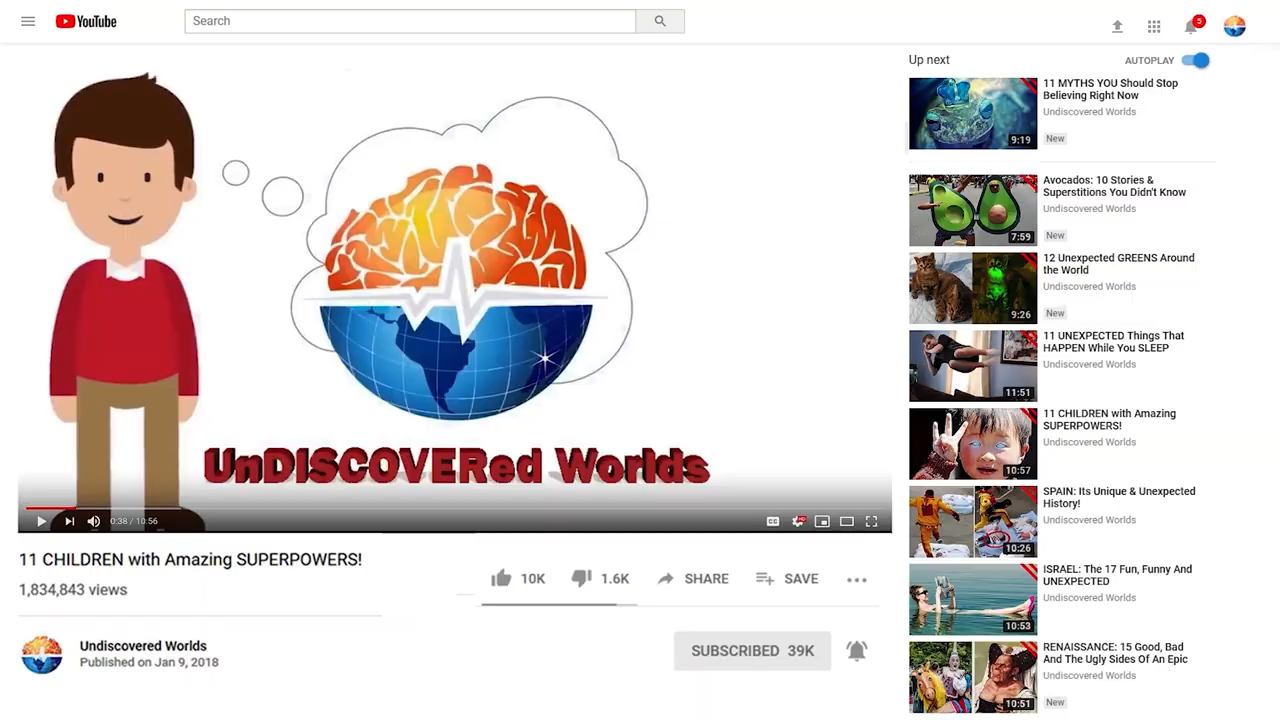 YouTube
Search
5
UnDISCOVERed Worlds
0:38 / 10:56
CC
HD
11 CHILDREN with Amazing SUPERPOWERS!
1,834,843 views
10K
1.6K
SHARE
SAVE
Undiscovered Worlds
Published on Jan 9, 2018
SUBSCRIBED 39K
Up next
AUTOPLAY
9:19
11 MYTHS YOU Should Stop
Believing Right Now
Undiscovered Worlds
New
7:59
Avocados: 10 Stories &
Superstitions You Didn't Know
Undiscovered Worlds
New
9:26
12 Unexpected GREENS Around
the World
Undiscovered Worlds
New
11:51
11 UNEXPECTED Things That
HAPPEN While You SLEEP
Undiscovered Worlds
10:57
11 CHILDREN with Amazing
SUPERPOWERS!
Undiscovered Worlds
10:26
SPAIN: Its Unique & Unexpected
History!
Undiscovered Worlds
10:53
ISRAEL: The 17 Fun, Funny And
UNEXPECTED
Undiscovered Worlds
10:51
RENAISSANCE: 15 Good, Bad
And The Ugly Sides Of An Epic
Undiscovered Worlds
New